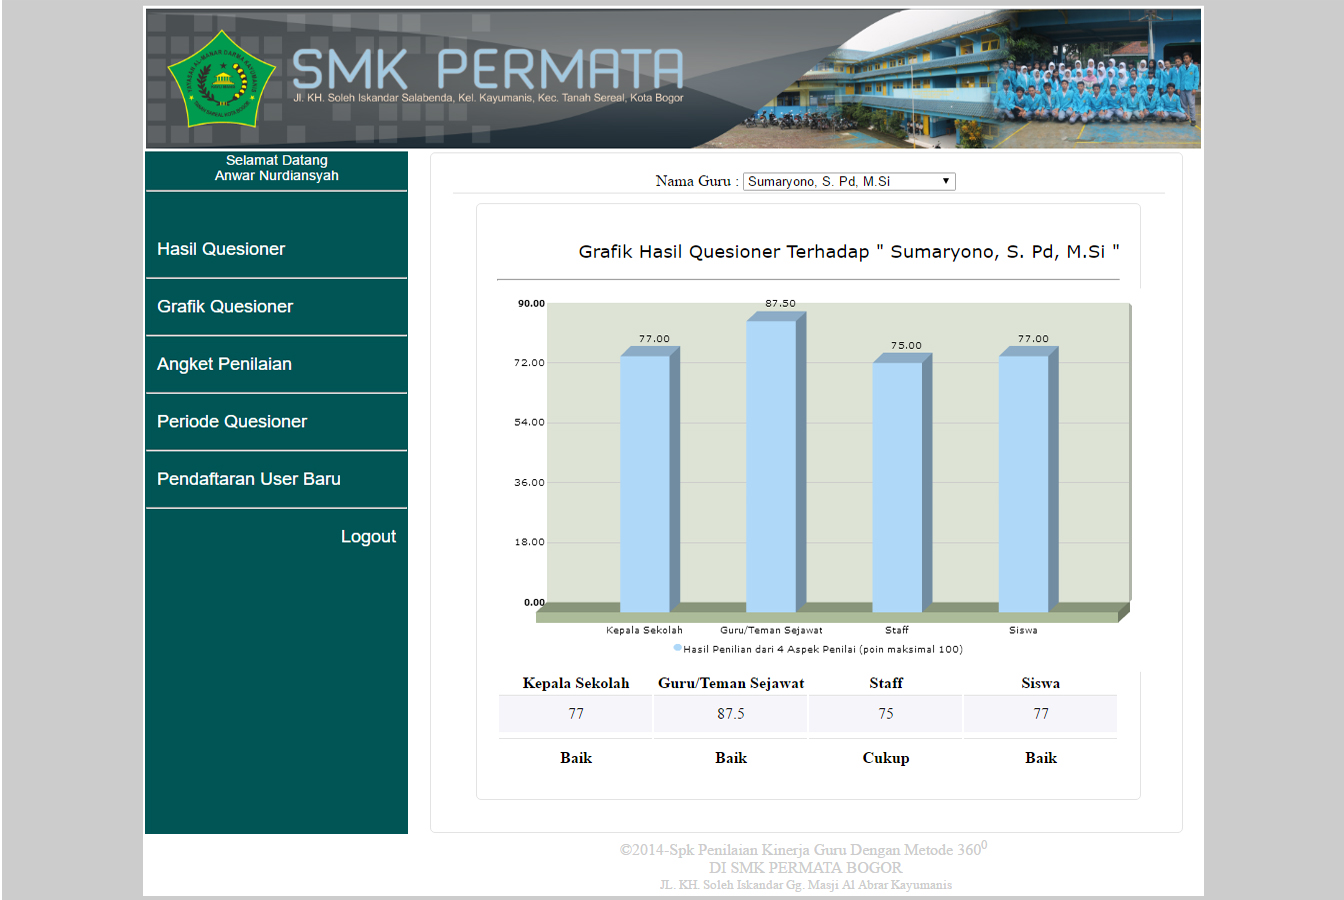 SMK PERMATA
Jl. KH. Soleh Iskandar Salabenda, Kel. Kayumanis, Kec. Tanah Sereal, Kota Bogor
Selamat Datang
Anwar Nurdiansyah
Hasil Quesioner
Grafik Quesioner
Angket Penilaian
Periode Quesioner
Pendaftaran User Baru
Logout
Nama Guru : Sumaryono, S. Pd, M.Si
Grafik Hasil Quesioner Terhadap " Sumaryono, S. Pd, M.Si "
90.00
72.00
54.00
36.00
18.00
0.00
77.00 87.50 75.00 77.00
Kepala Sekolah Guru/Teman Sejawat Staff Siswa
Hasil Penilian dari 4 Aspek Penilai (poin maksimal 100)
Kepala Sekolah Guru/Teman Sejawat Staff Siswa
77 87.5 75 77
Baik Baik Cukup Baik
©2014-Spk Penilaian Kinerja Guru Dengan Metode 360⁰
DI SMK PERMATA BOGOR
JL. KH. Soleh Iskandar Gg. Masji Al Abrar Kayumanis